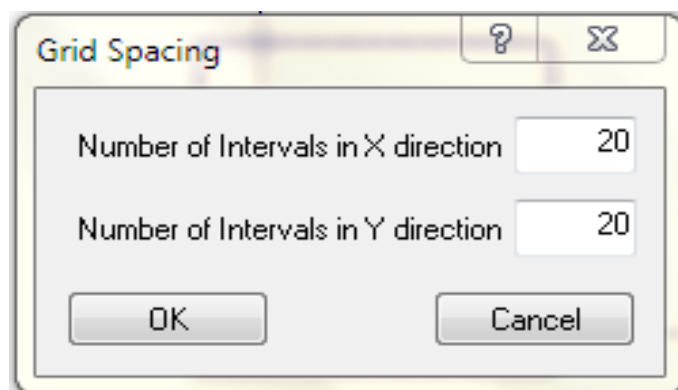 Grid Spacing
Number of Intervals in X direction 20
Number of Intervals in Y direction 20
OK Cancel